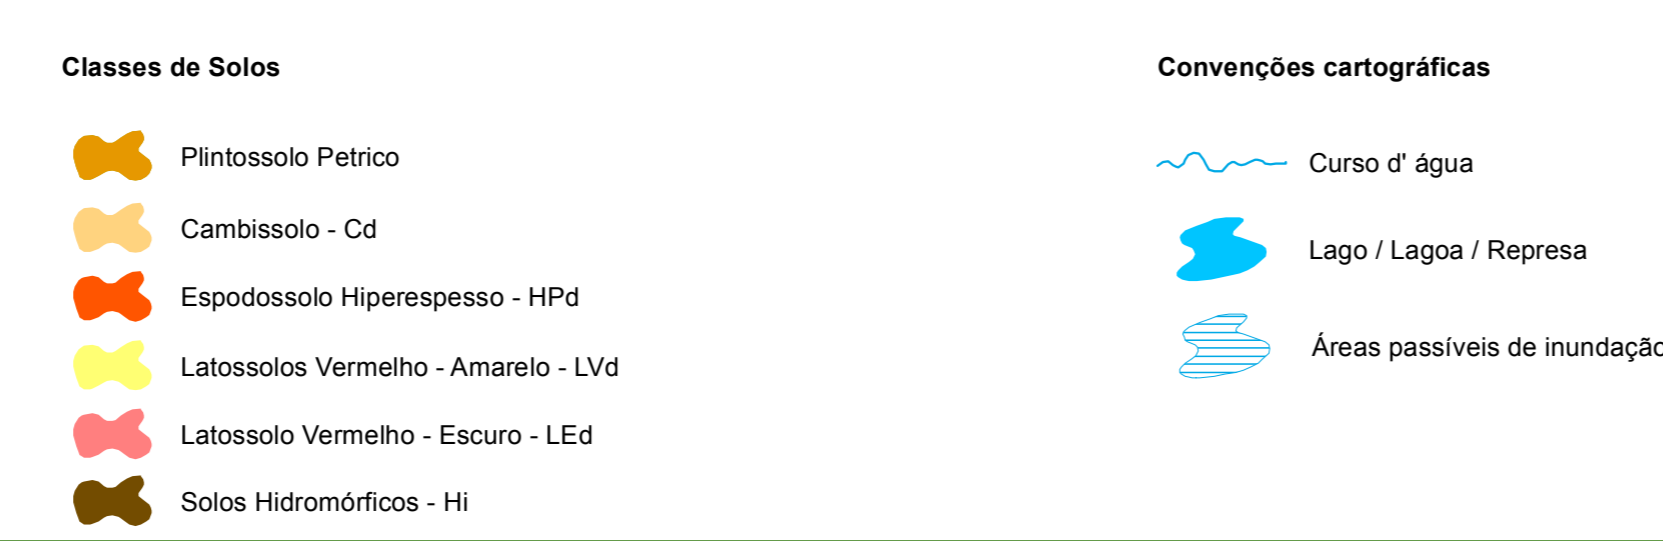 Classes de Solos
Plintossolo Petrico
Cambissolo - Cd
Espodossolo Hiperespesso - HPd
Latossolos Vermelho - Amarelo - LVd
Latossolo Vermelho - Escuro - LEd
Solos Hidromórficos - Hi
Convenções cartográficas
Curso d' água
Lago / Lagoa / Represa
Áreas passíveis de inundação